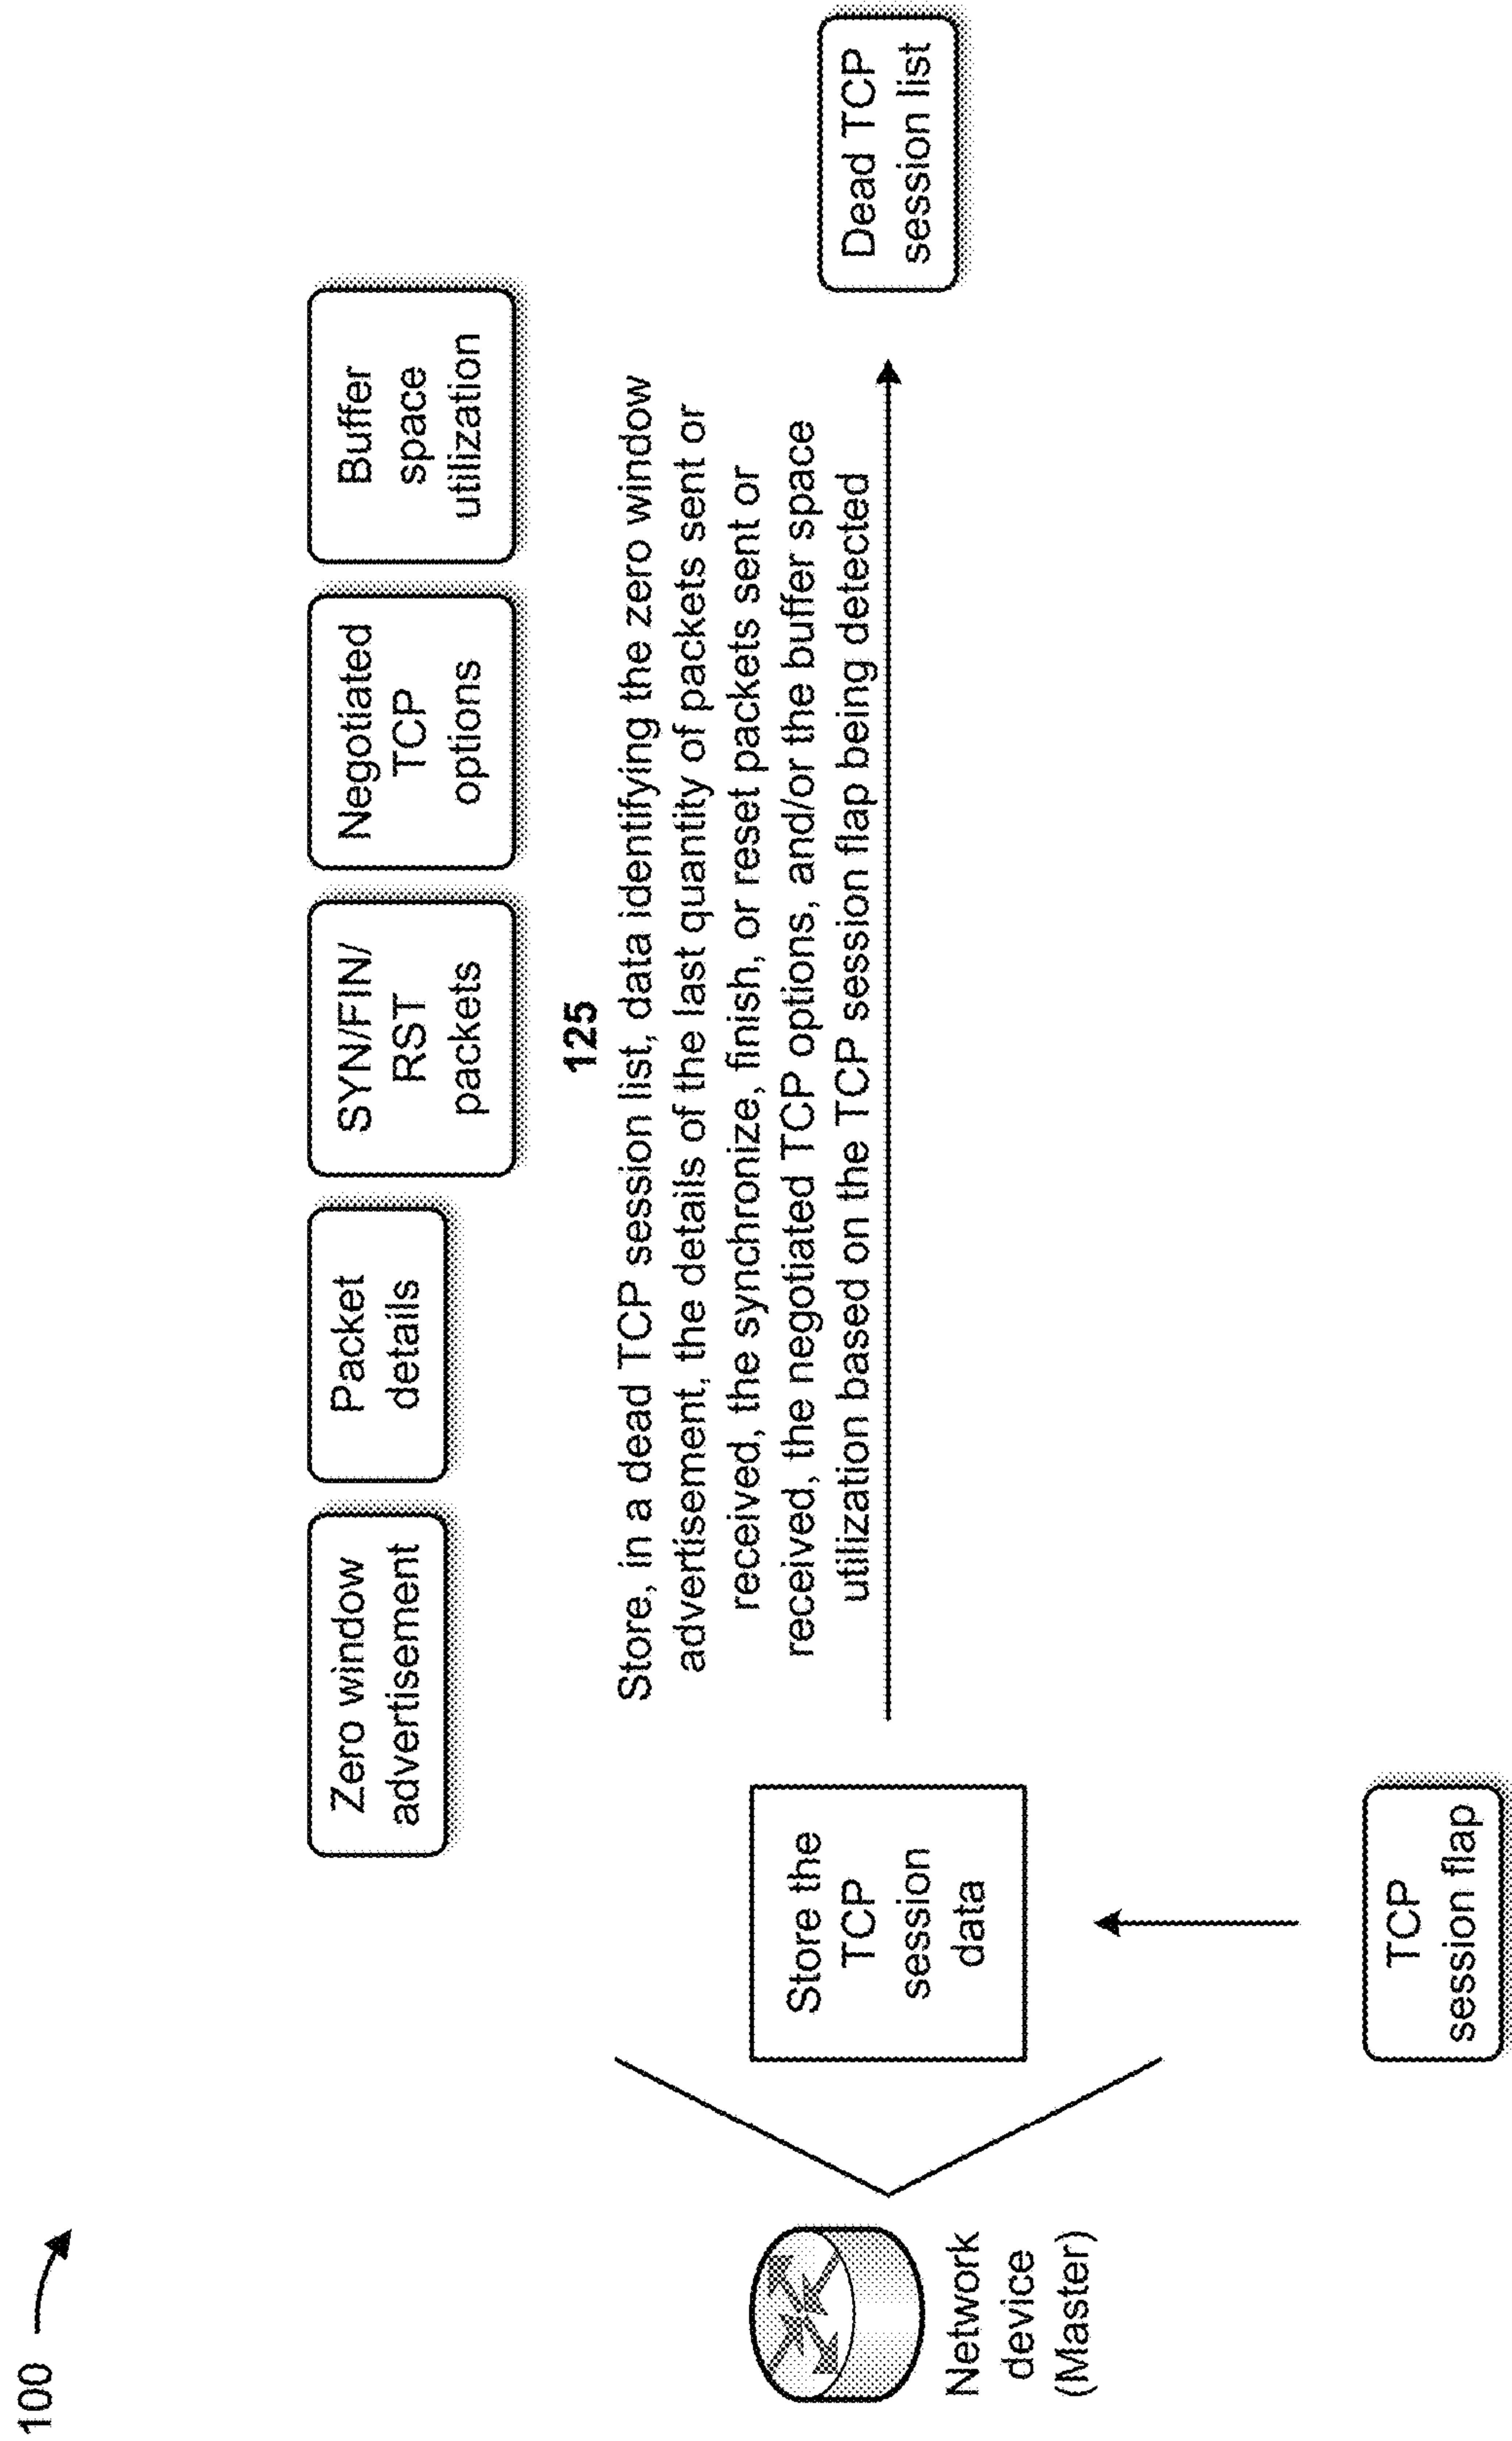 100
Zero window
advertisement
Packet
details
SYN/FIN/
RST
packets
Negotiated
TCP
options
Buffer
space
utilization
125
Store, in a dead TCP session list, data identifying the zero window
advertisement, the details of the last quantity of packets sent or
received, the synchronize, finish, or reset packets sent or
received, the negotiated TCP options, and/or the buffer space
utilization based on the TCP session flap being detected
Network
device
(Master)
Store the
TCP
session
data
Dead TCP
session list
TCP
session flap